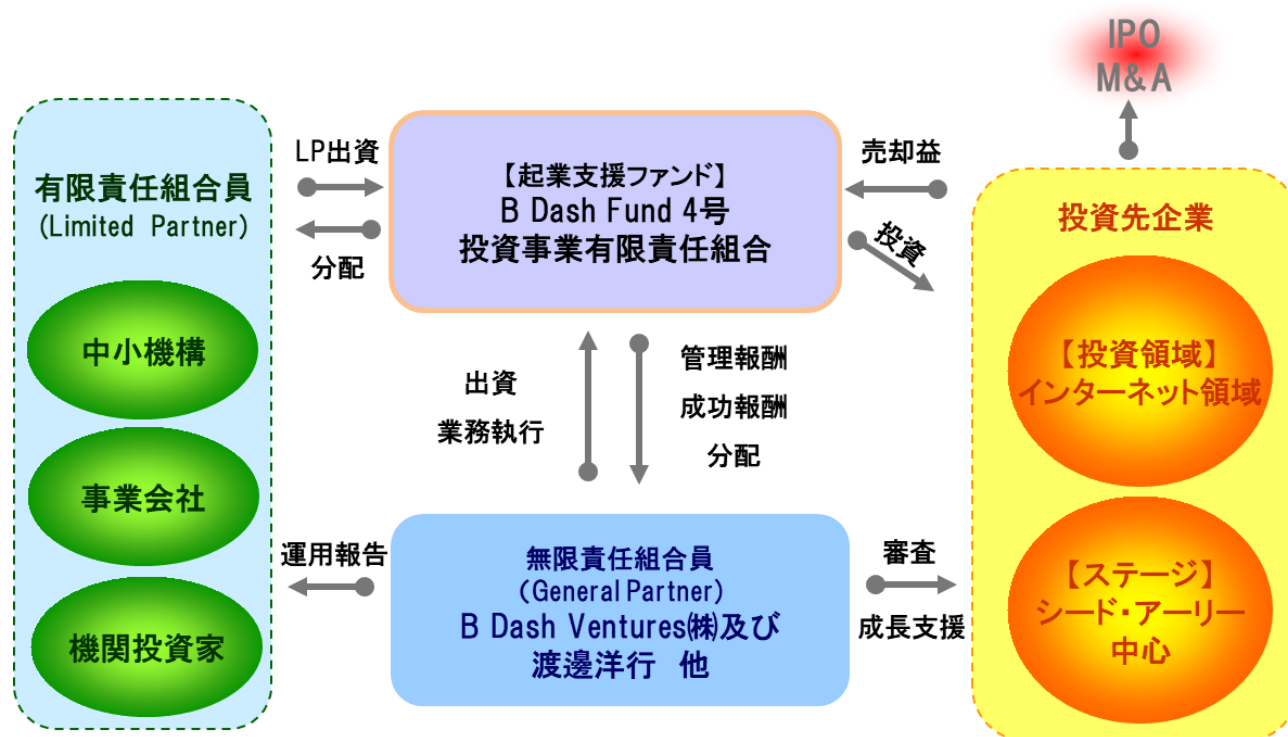 IPO
M&A
有限責任組合員
(Limited Partner)
中小機構
事業会社
機関投資家
LP出資
分配
【起業支援ファンド】
B Dash Fund 4号
投資事業有限責任組合
売却益
投資
出資
業務執行
管理報酬
成功報酬
分配
運用報告
無限責任組合員
(General Partner)
B Dash Ventures㈱及び
渡邊洋行 他
審査
成長支援
投資先企業
【投資領域】
インターネット領域
【ステージ】
シード・アーリー
中心